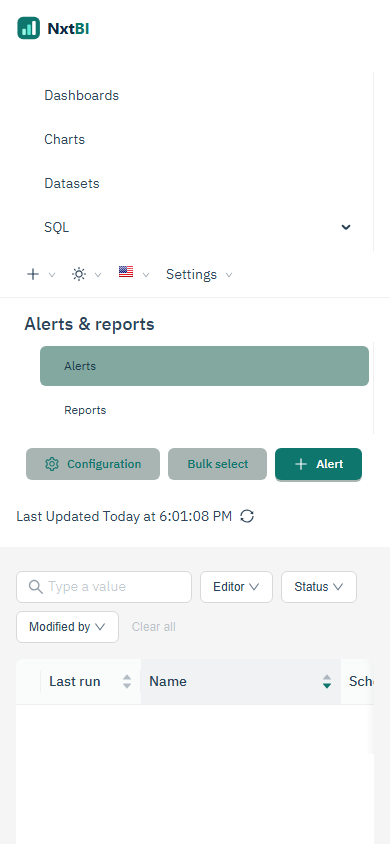 NxtBI
Dashboards
Charts
Datasets
SQL
Settings
Alerts & reports
Alerts
Reports
Configuration Bulk select Alert
Last Updated Today at 6:01:08 PM
Type a value Editor Status
Modified by Clear all
Last run Name Sche